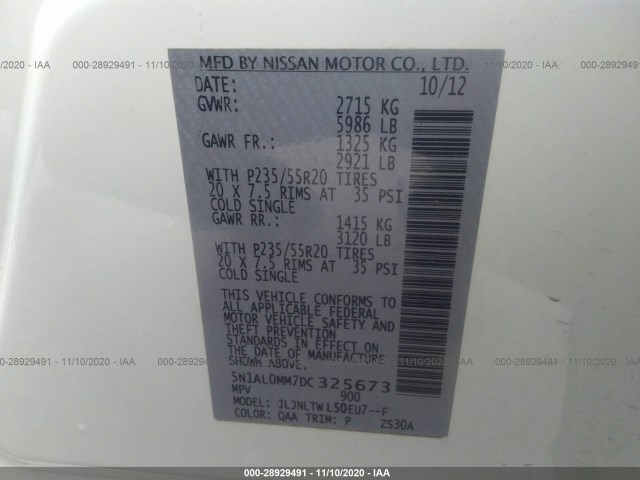 000-28929491 - 11/10/2020 - IAA
MFD BY NISSAN MOTOR CO., LTD.
DATE: 10/12
GVWR: 2715 KG
5986 LB
GAWR FR.: 1325 KG
2921 LB
WITH P235/55R20 TIRES
20 X 7.5 RIMS AT 35 PSI
COLD SINGLE
GAWR RR.: 1415 KG
3120 LB
WITH P235/55R20 TIRES
20 X 7.5 RIMS AT 35 PSI
COLD SINGLE
THIS VEHICLE CONFORMS TO
ALL APPLICABLE FEDERAL
MOTOR VEHICLE SAFETY AND
THEFT PREVENTION
STANDARDS IN EFFECT ON
THE DATE OF MANUFACTURE
SHOWN ABOVE.
5N1AL0MM7DC325673
MPV 900
MODEL: JLJNLTWL50EU7--F
COLOR: QAA TRIM: P ZS30A
000-28929491 - 11/10/2020 - IAA